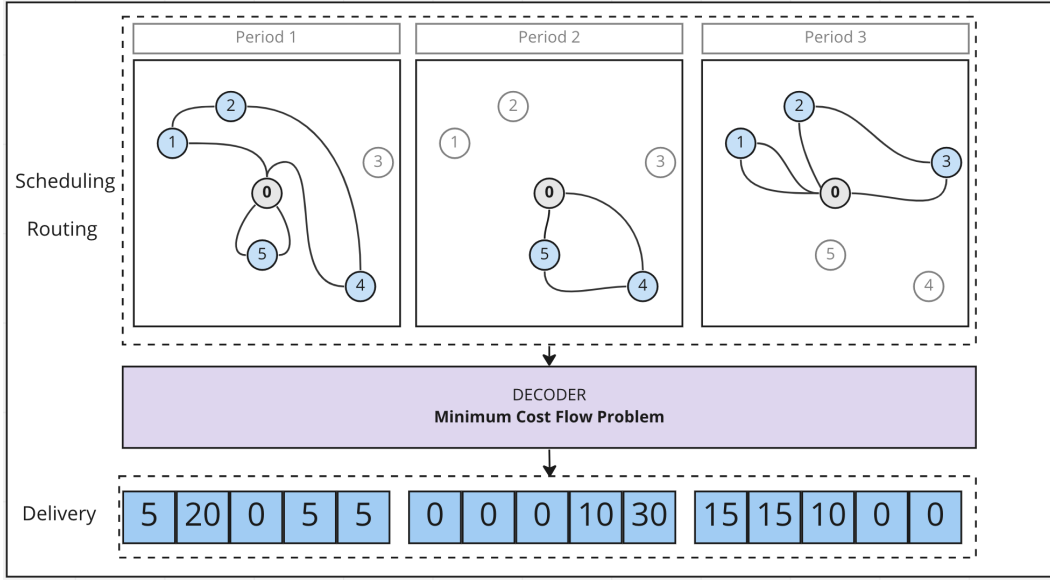 Period 1
Period 2
Period 3
Scheduling
Routing
2
1
3
0
5
4
2
1
3
0
5
4
2
1
3
0
5
4
DECODER
Minimum Cost Flow Problem
Delivery
5 20 0 5 5
0 0 0 10 30
15 15 10 0 0